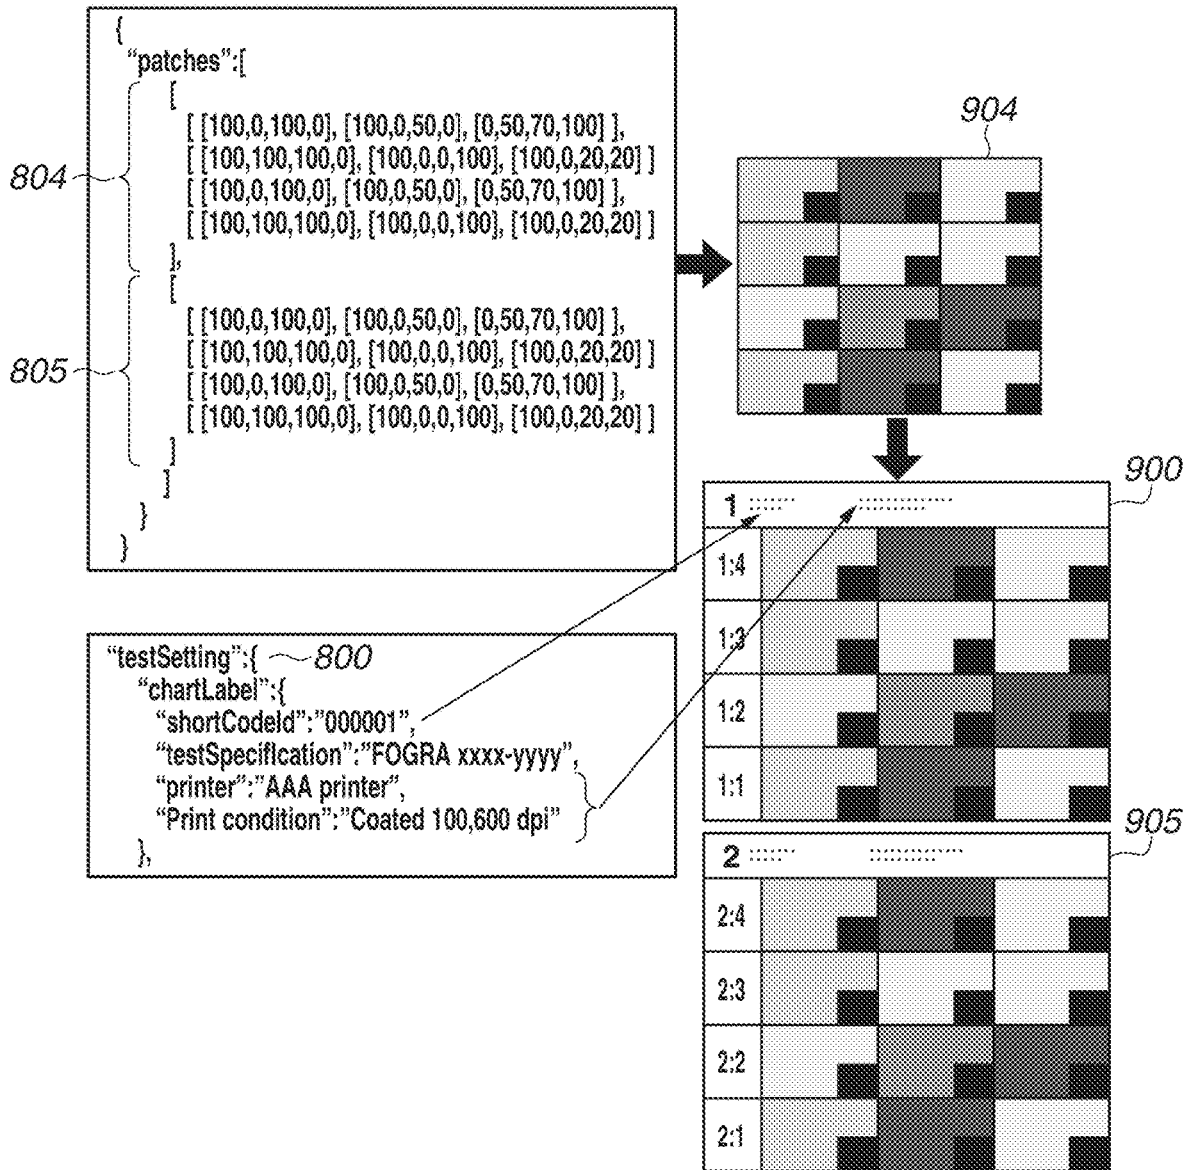 {
"patches":[
[
[ [100,0,100,0], [100,0,50,0], [0,50,70,100] ],
[ [100,100,100,0], [100,0,0,100], [100,0,20,20] ]
[ [100,0,100,0], [100,0,50,0], [0,50,70,100] ],
[ [100,100,100,0], [100,0,0,100], [100,0,20,20] ]
],
[
[ [100,0,100,0], [100,0,50,0], [0,50,70,100] ],
[ [100,100,100,0], [100,0,0,100], [100,0,20,20] ]
[ [100,0,100,0], [100,0,50,0], [0,50,70,100] ],
[ [100,100,100,0], [100,0,0,100], [100,0,20,20] ]
]
]
}
}
804
805
904
900
1
1:4
1:3
1:2
1:1
"testSetting":{ 800
"chartLabel":{
"shortCodeId":"000001",
"testSpecification":"FOGRA xxxx-yyyy",
"printer":"AAA printer",
"Print condition":"Coated 100,600 dpi"
},
905
2
2:4
2:3
2:2
2:1